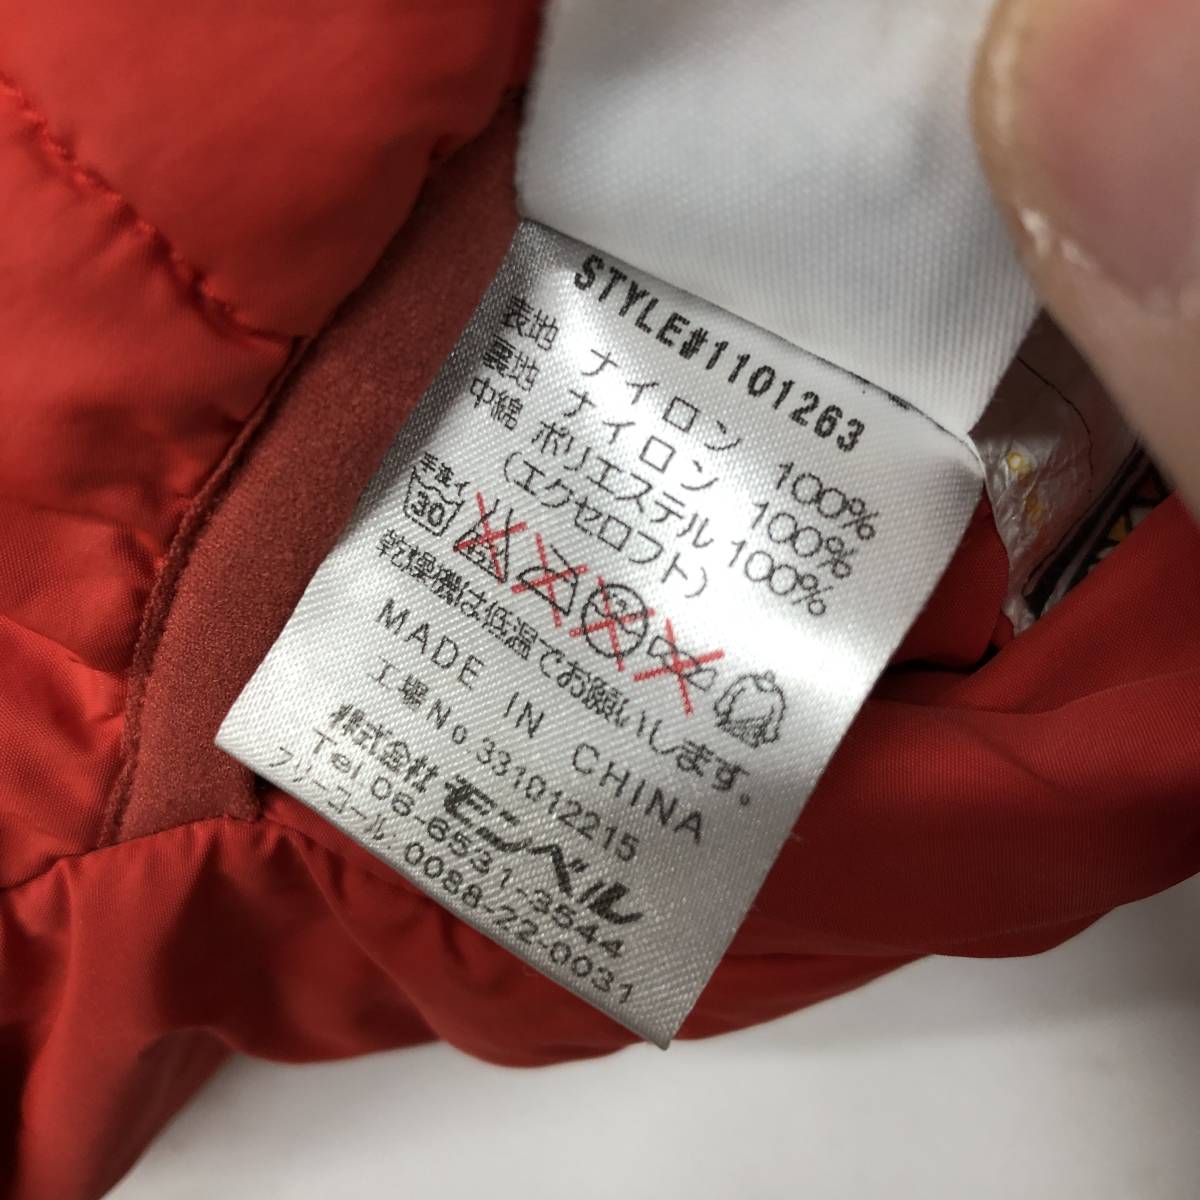 STYLE#1101263
表地 ナイロン 100%
裏地 ナイロン 100%
中綿 ポリエステル 100%
(エクセロフト)
手洗イ
30
乾燥機は低温でお願いします。
MADE IN CHINA
工場No.331012215
株式会社 モンベル
Tel.06-6531-3544
フリーコール.0088-22-0031